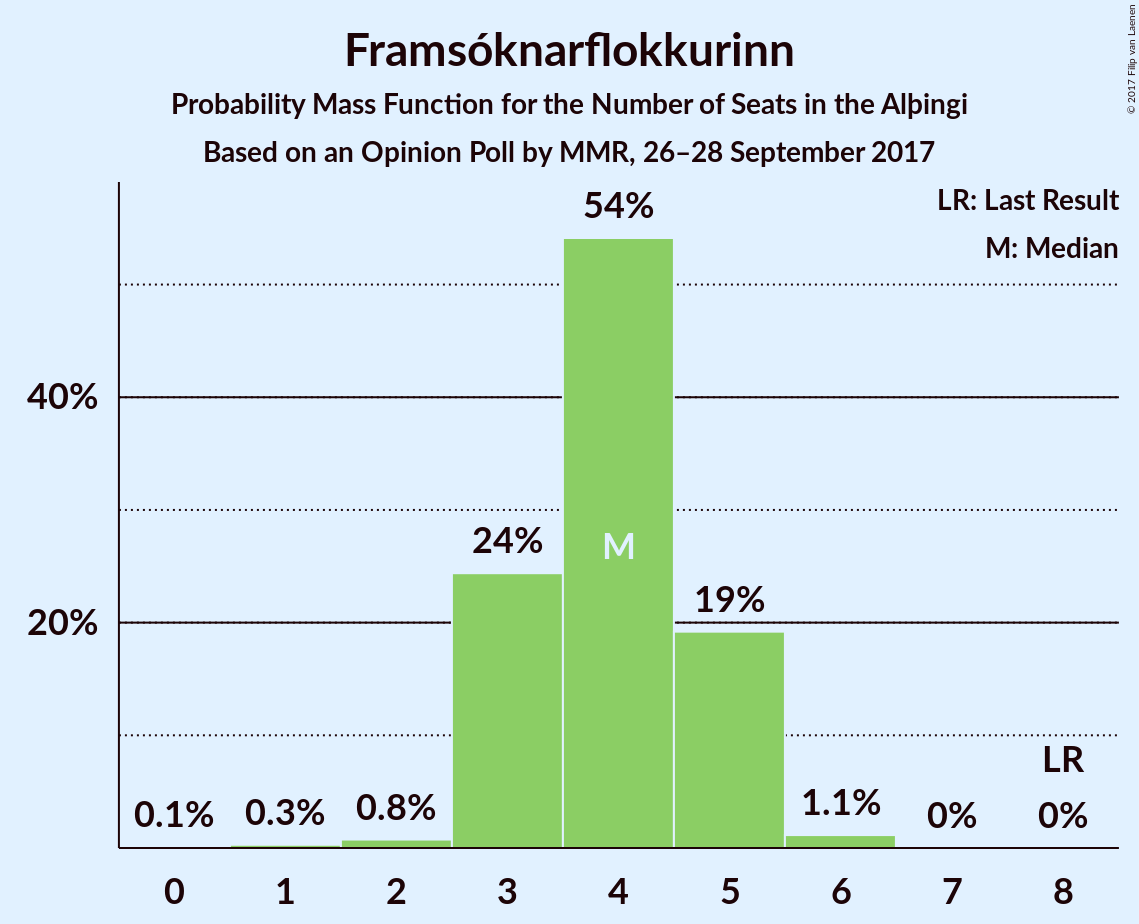 Framsóknarflokkurinn
Probability Mass Function for the Number of Seats in the Alþingi
Based on an Opinion Poll by MMR, 26–28 September 2017
© 2017 Filip van Laenen
LR: Last Result
M: Median
54%
40%
24%
M
19%
20%
LR
0.1%
0.3%
0.8%
1.1%
0%
0%
0 1 2 3 4 5 6 7 8